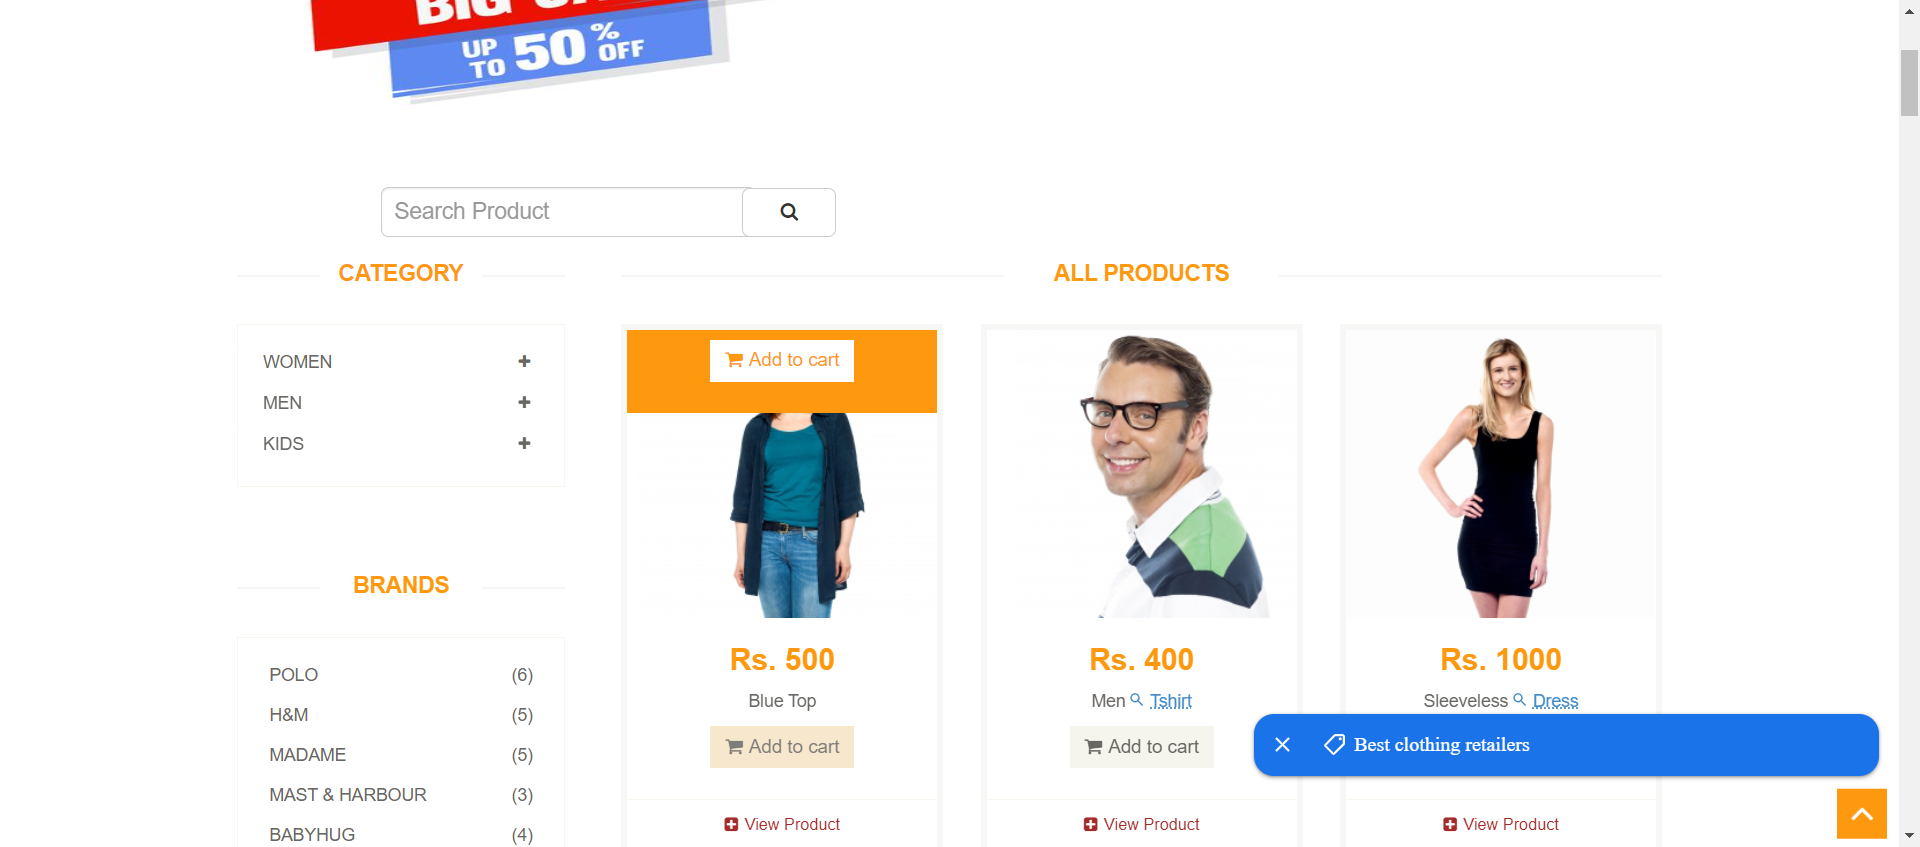 BIG
UP TO 50% OFF
Search Product
CATEGORY
WOMEN
MEN
KIDS
BRANDS
POLO (6)
H&M (5)
MADAME (5)
MAST & HARBOUR (3)
BABYHUG (4)
ALL PRODUCTS
Add to cart
Rs. 500
Blue Top
Add to cart
View Product
Rs. 400
Men Tshirt
Add to cart
View Product
Rs. 1000
Sleeveless Dress
Best clothing retailers
View Product